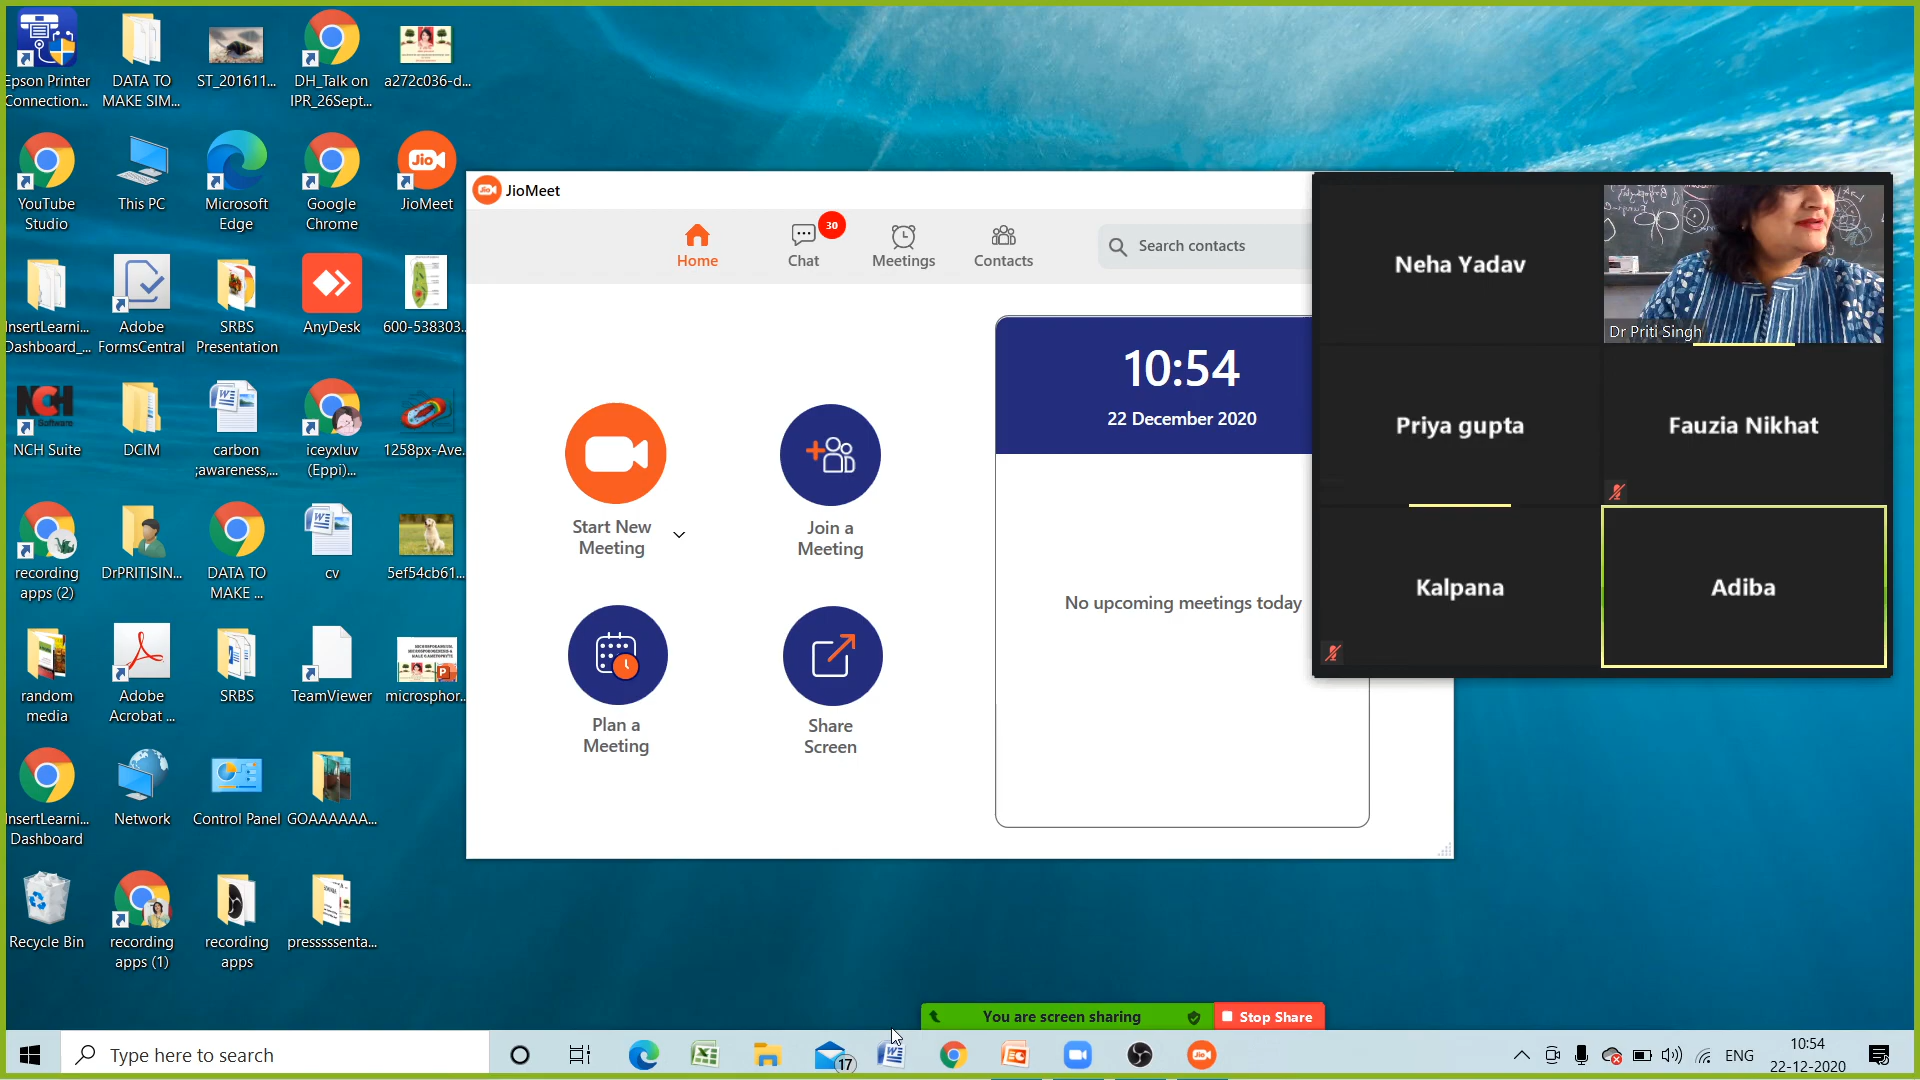 Epson Printer
Connection...
DATA TO
MAKE SIM...
ST_201611...
DH_Talk on
IPR_26Sept...
a272c036-d...
YouTube
Studio
This PC
Microsoft
Edge
Google
Chrome
Jio
JioMeet
InsertLearni...
Dashboard_...
Adobe
FormsCentral
SRBS
Presentation
AnyDesk
600-538303...
NCH
Software
NCH Suite
DCIM
carbon
;awareness,...
iceyxluv
(Eppi)...
1258px-Ave...
recording
apps (2)
DrPRITISIN...
DATA TO
MAKE ...
cv
5ef54cb61...
random
media
Adobe
Acrobat ...
SRBS
TeamViewer
microsphor...
InsertLearni...
Dashboard
Network
Control Panel
GOAAAAAA...
Recycle Bin
recording
apps (1)
recording
apps
presssssenta...
JioMeet
Home
Chat
30
Meetings
Contacts
Search contacts
Start New
Meeting
Join a
Meeting
Plan a
Meeting
Share
Screen
10:54
22 December 2020
No upcoming meetings today
Neha Yadav
Dr Priti Singh
Priya gupta
Fauzia Nikhat
Kalpana
Adiba
You are screen sharing
Stop Share
Type here to search
17
ENG
10:54
22-12-2020